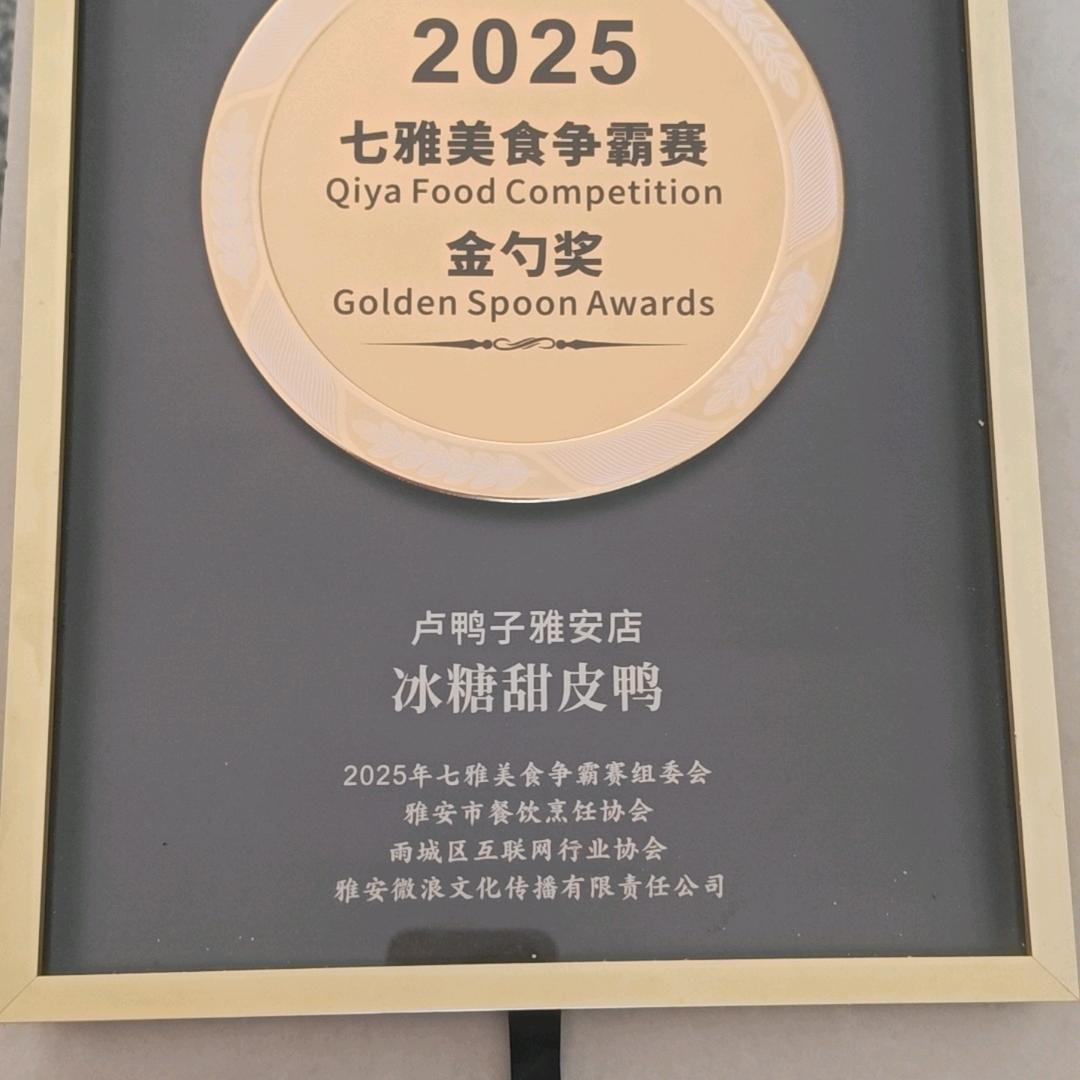 2025
七雅美食争霸赛
Qiya Food Competition
金勺奖
Golden Spoon Awards
卢鸭子雅安店
冰糖甜皮鸭
2025年七雅美食争霸赛组委会
雅安市餐饮烹饪协会
雨城区互联网行业协会
雅安微浪文化传播有限责任公司